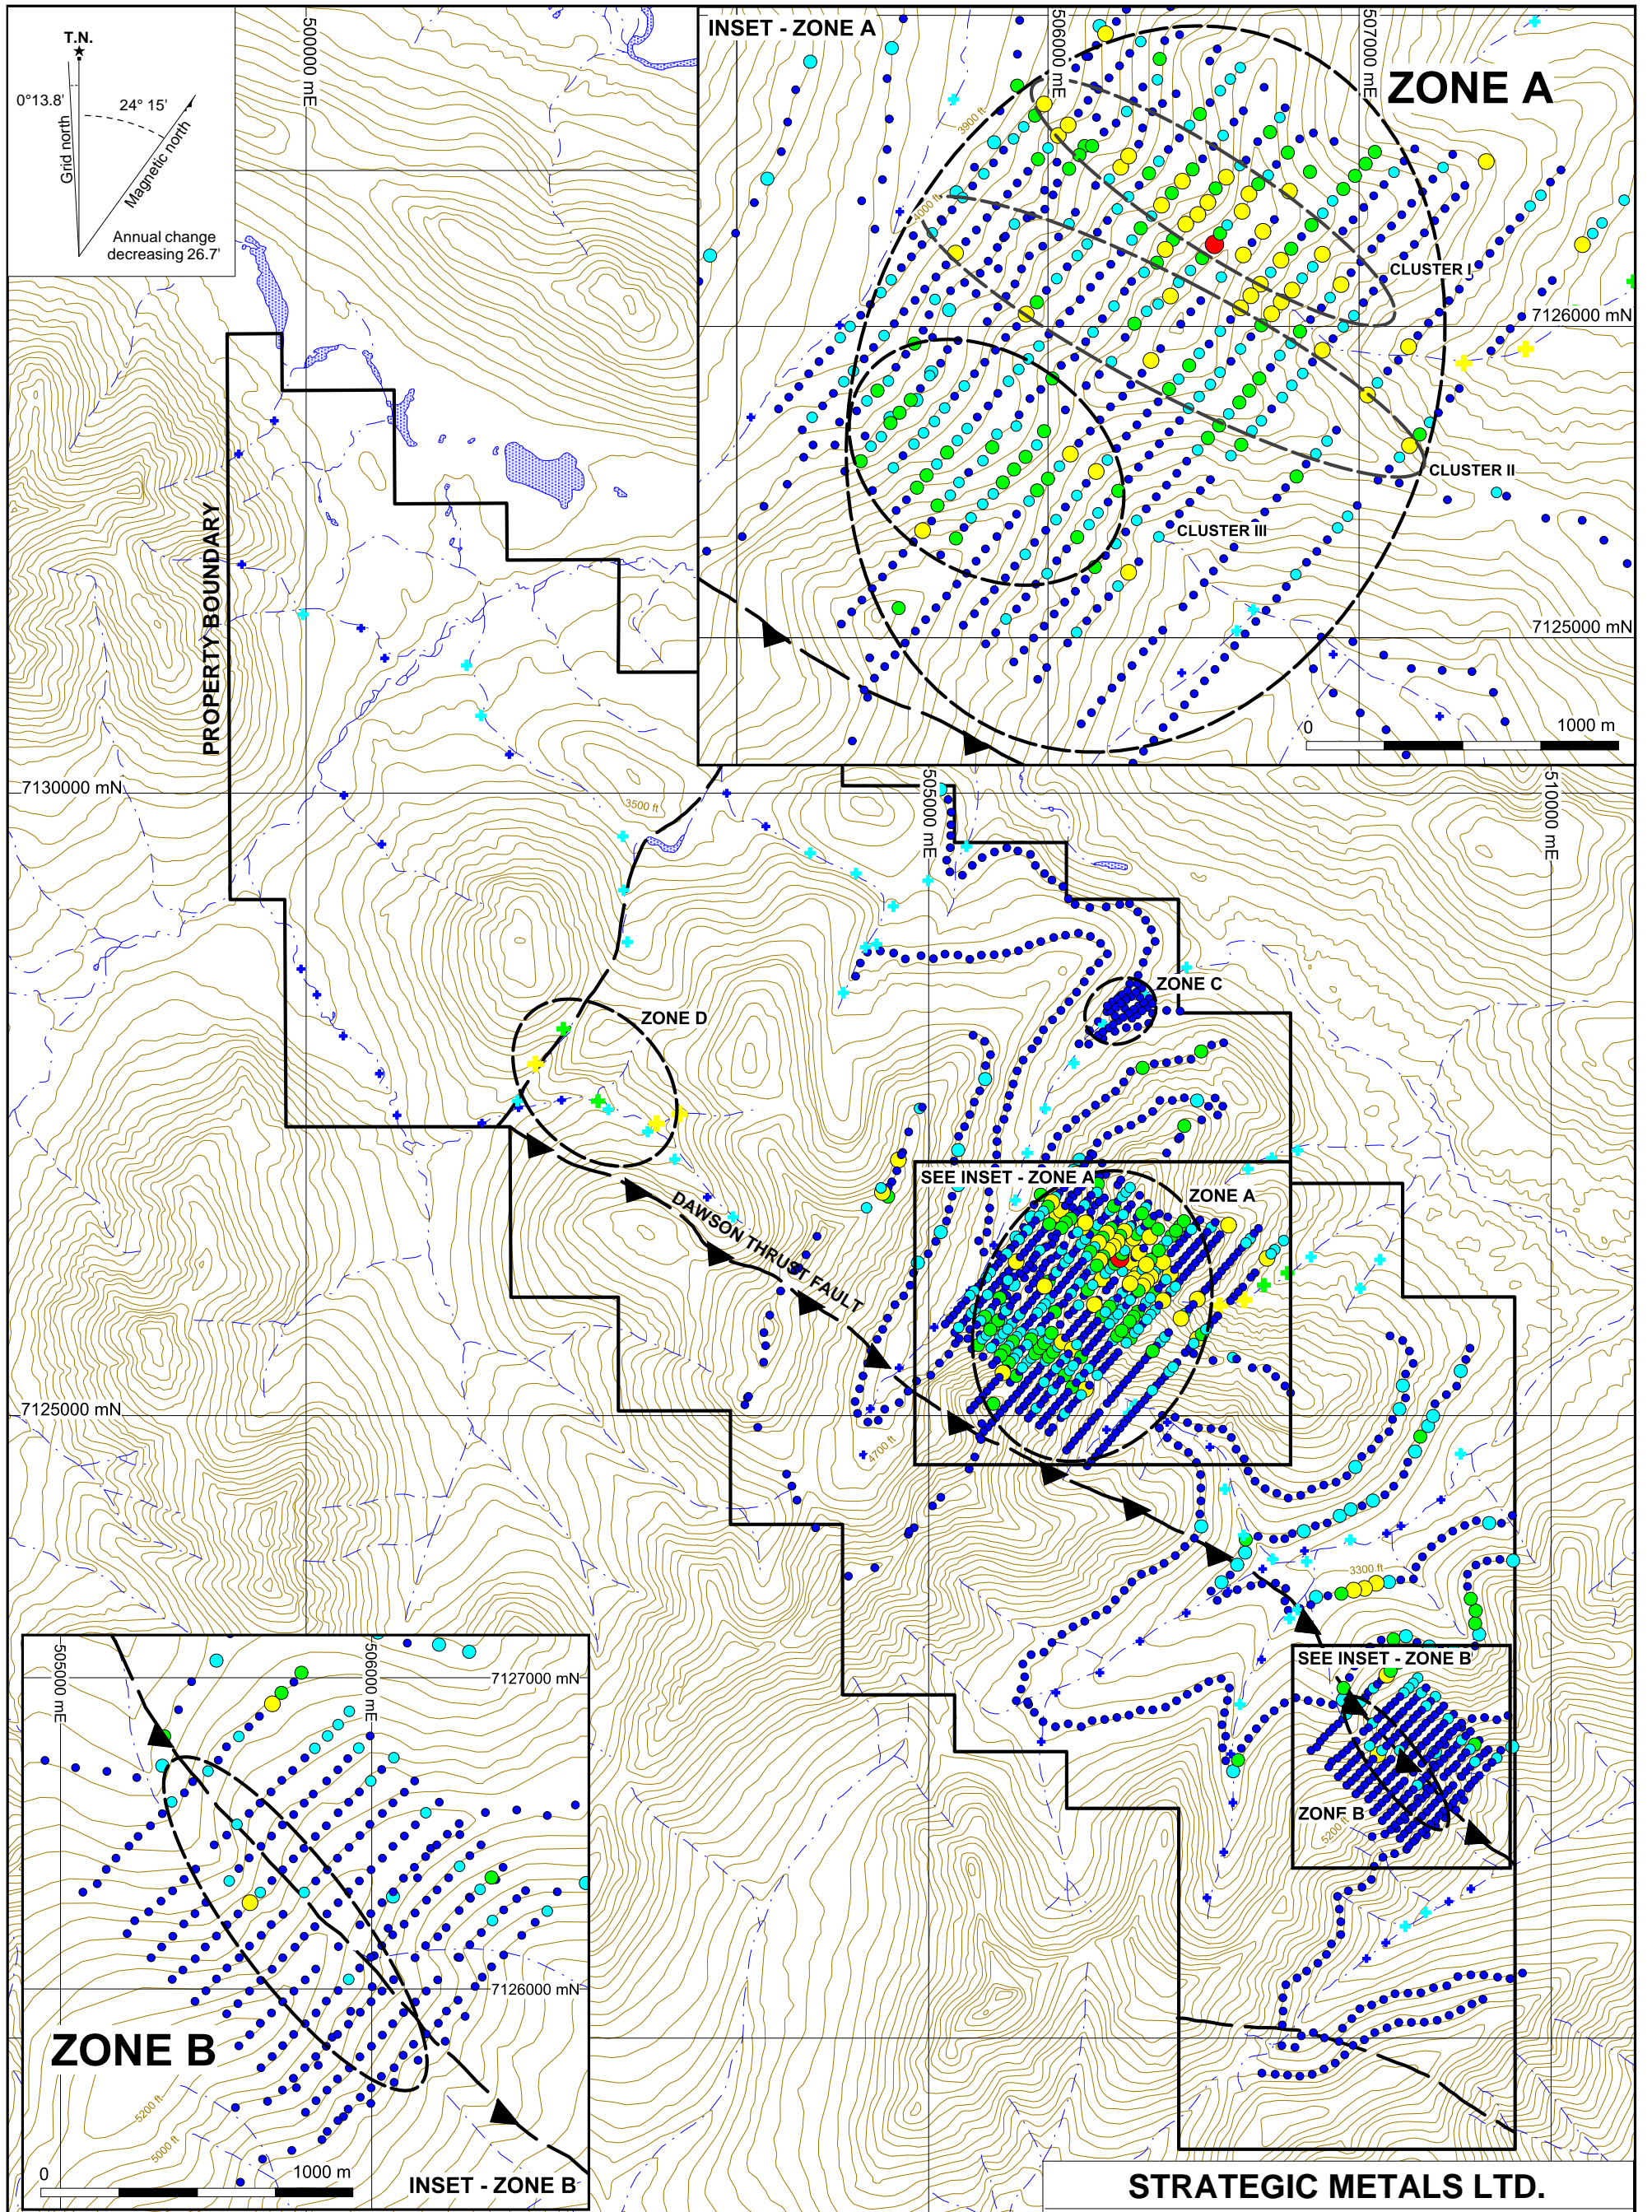 T.N.
0°13.8'
24° 15'
Grid north
Magnetic north
Annual change
decreasing 26.7'
500000 mE
INSET - ZONE A
506000 mE
507000 mE
ZONE A
3900 ft
4000 ft
CLUSTER I
7126000 mN
CLUSTER II
CLUSTER III
7125000 mN
0
1000 m
PROPERTY BOUNDARY
7130000 mN
3500 ft
505000 mE
510000 mE
ZONE C
ZONE D
SEE INSET - ZONE A
ZONE A
DAWSON THRUST FAULT
7125000 mN
4700 ft
3300 ft
SEE INSET - ZONE B
ZONE B
5200 ft
505000 mE
506000 mE
7127000 mN
7126000 mN
ZONE B
5200 ft
5000 ft
0
1000 m
INSET - ZONE B
STRATEGIC METALS LTD.